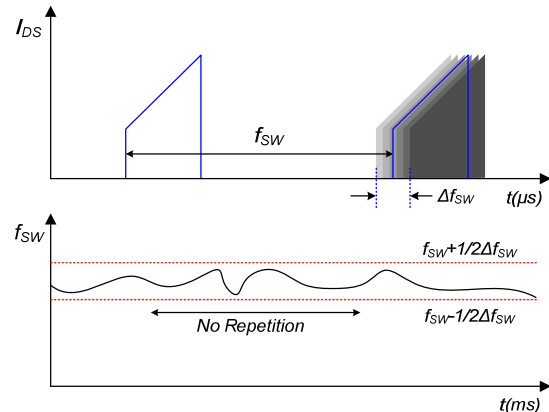 I_DS
f_SW
Δf_SW
t(µs)
f_SW
f_SW+1/2Δf_SW
No Repetition
f_SW-1/2Δf_SW
t(ms)